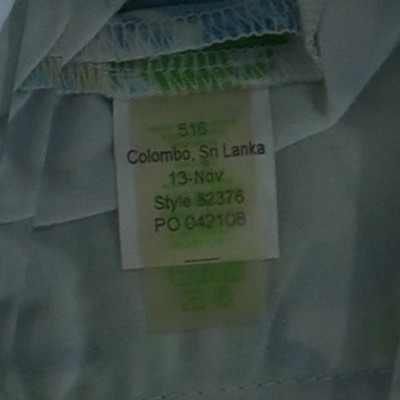 516
Colombo, Sri Lanka
13-Nov
Style 82376
PO 042108